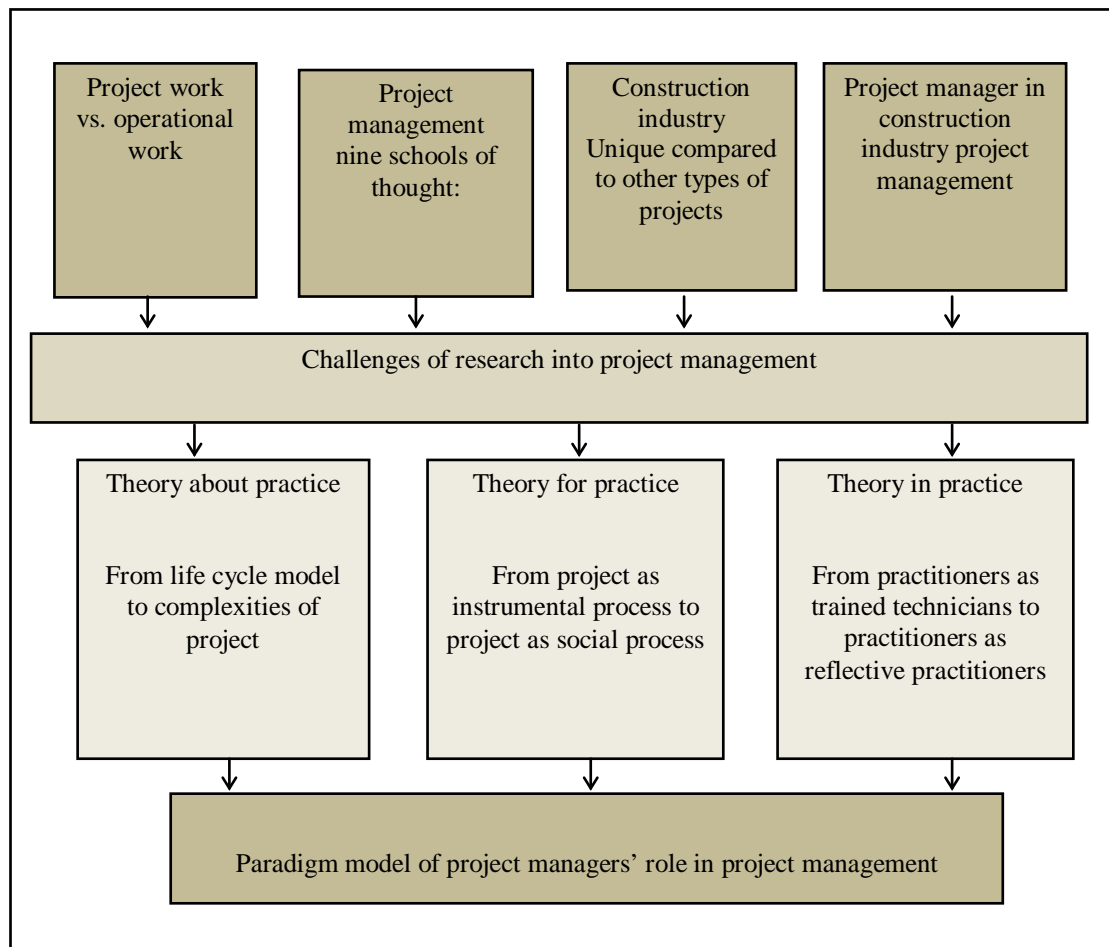 Project work
vs. operational
work
Project
management
nine schools of
thought:
Construction
industry
Unique compared
to other types of
projects
Project manager in
construction
industry project
management
Challenges of research into project management
Theory about practice
From life cycle model
to complexities of
project
Theory for practice
From project as
instrumental process to
project as social process
Theory in practice
From practitioners as
trained technicians to
practitioners as
reflective practitioners
Paradigm model of project managers’ role in project management